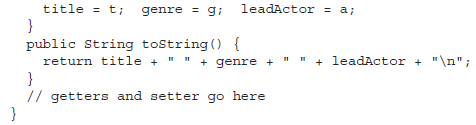 title = t;  genre = g;  leadActor = a;
}
public String toString() {
return title + " " + genre + " " + leadActor + "\n";
}
// getters and setter go here
}